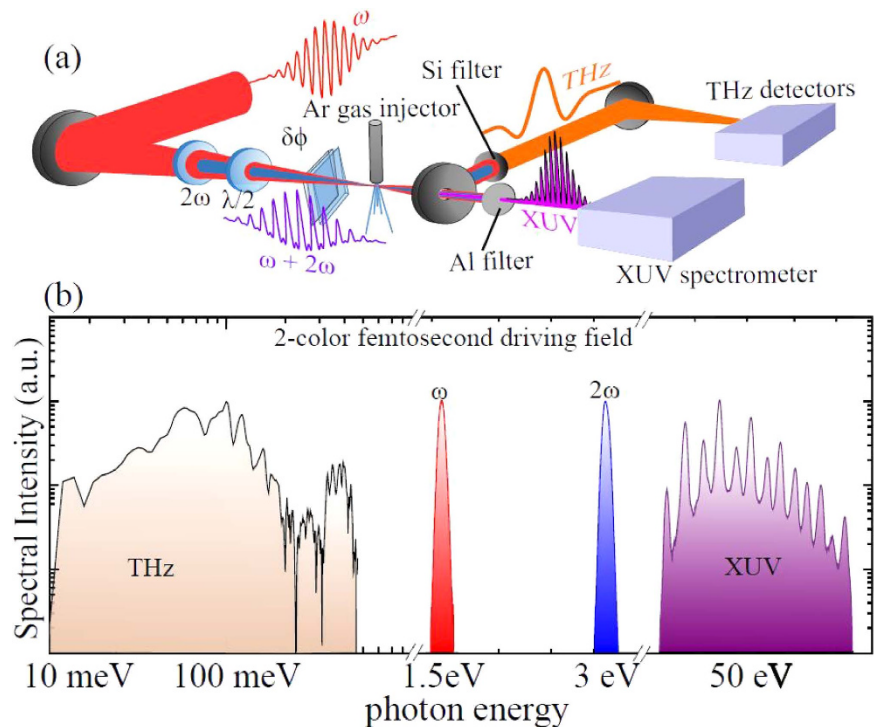 (a)
ω
Si filter
THz
THz detectors
Ar gas injector
δϕ
2ω
λ/2
ω + 2ω
XUV
Al filter
XUV spectrometer
(b)
2-color femtosecond driving field
Spectral Intensity (a.u.)
ω
2ω
THz
XUV
10 meV
100 meV
1.5eV
3 eV
50 eV
photon energy